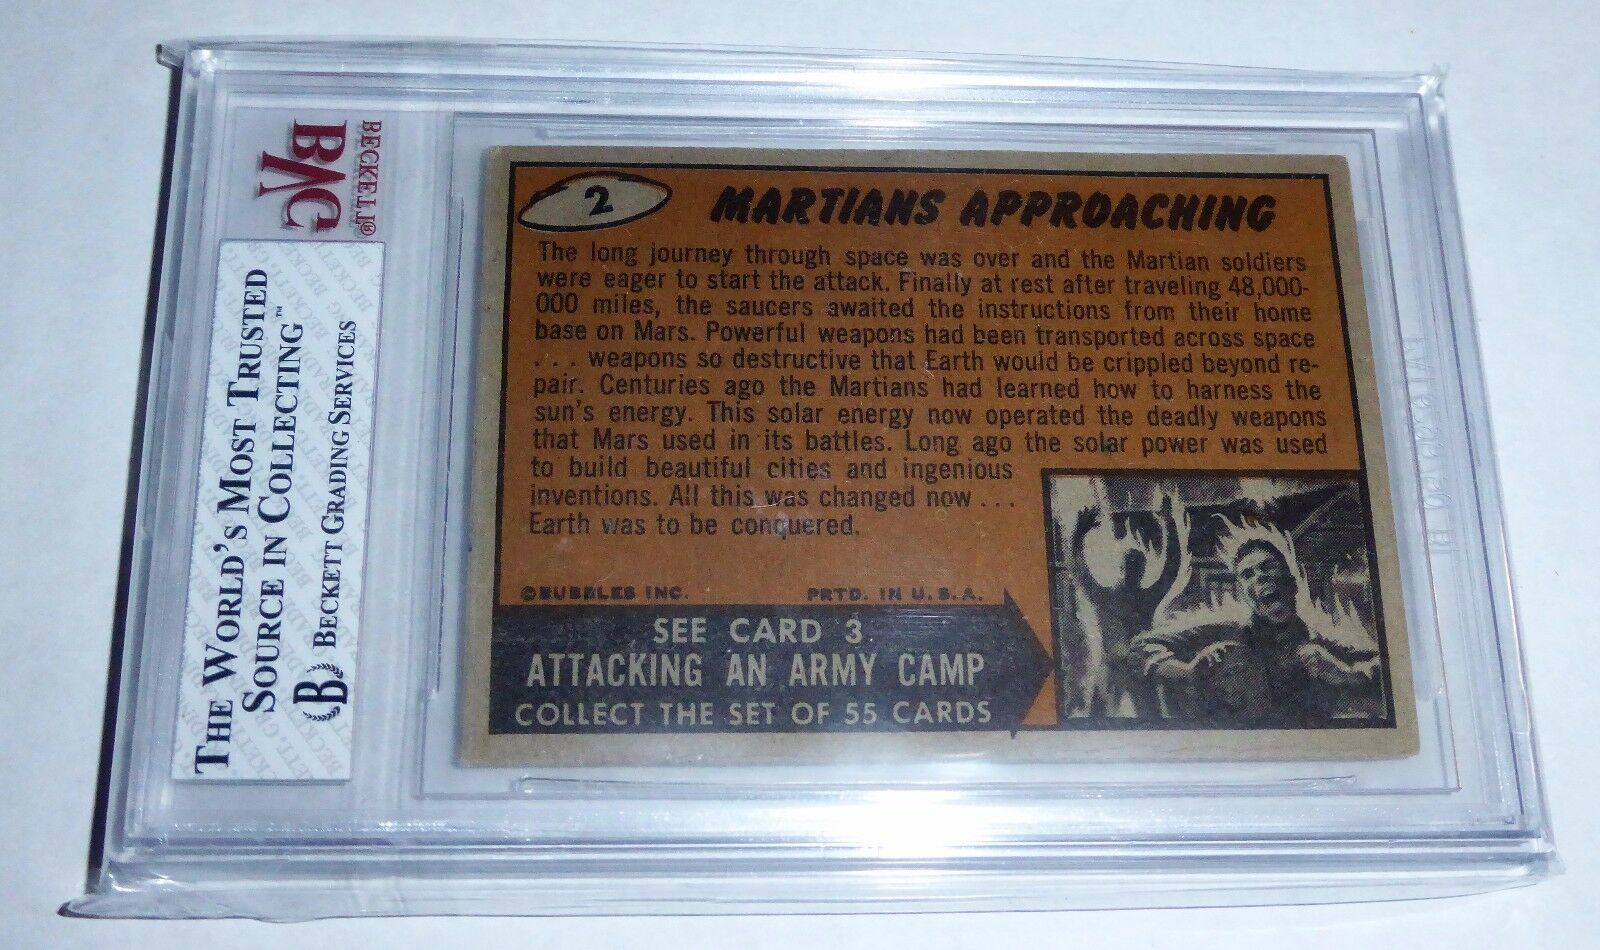 BECKETT®
BVG
THE WORLD'S MOST TRUSTED
SOURCE IN COLLECTING™
B BECKETT GRADING SERVICES
2
MARTIANS APPROACHING
The long journey through space was over and the Martian soldiers
were eager to start the attack. Finally at rest after traveling 48,000-
000 miles, the saucers awaited the instructions from their home
base on Mars. Powerful weapons had been transported across space
. . . weapons so destructive that Earth would be crippled beyond re-
pair. Centuries ago the Martians had learned how to harness the
sun's energy. This solar energy now operated the deadly weapons
that Mars used in its battles. Long ago the solar power was used
to build beautiful cities and ingenious
inventions. All this was changed now . . .
Earth was to be conquered.
©BUBBLES INC. PRTD. IN U.S.A.
SEE CARD 3
ATTACKING AN ARMY CAMP
COLLECT THE SET OF 55 CARDS